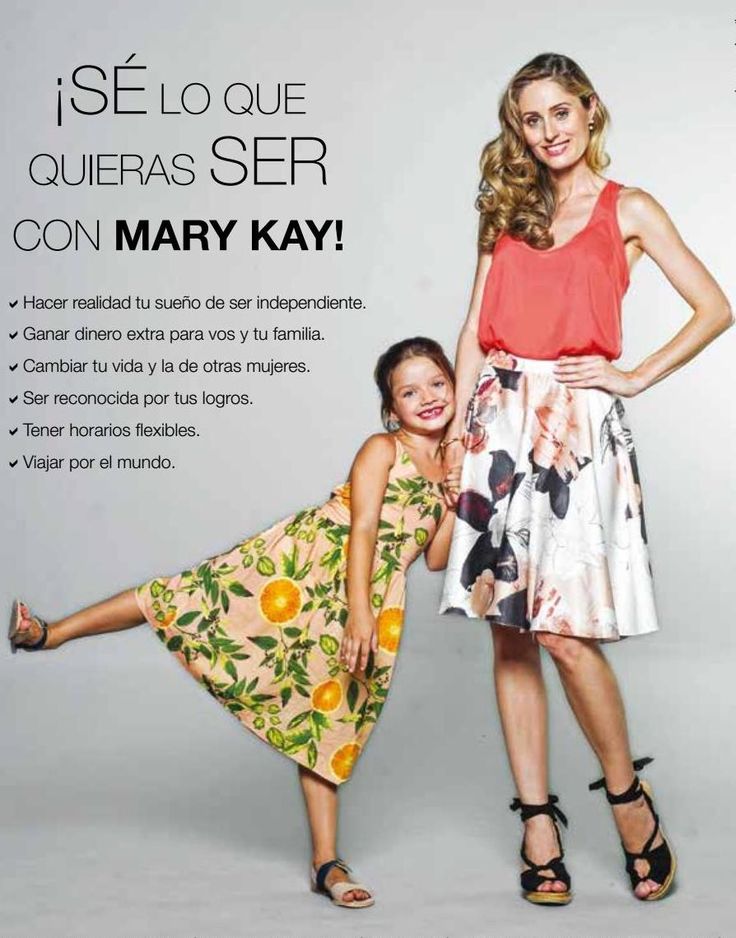 ¡SÉ LO QUE
QUIERAS SER
CON MARY KAY!
Hacer realidad tu sueño de ser independiente.
Ganar dinero extra para vos y tu familia.
Cambiar tu vida y la de otras mujeres.
Ser reconocida por tus logros.
Tener horarios flexibles.
Viajar por el mundo.